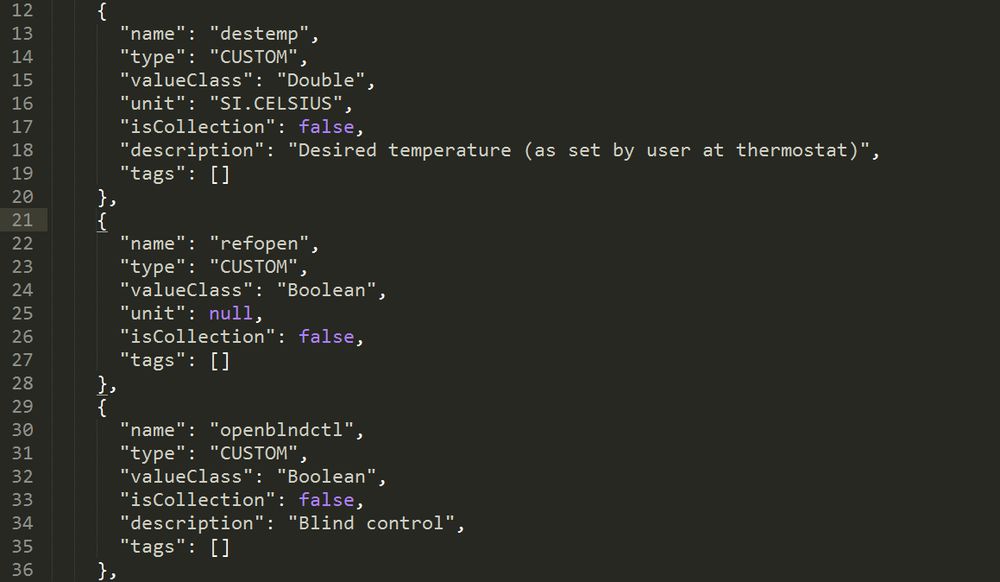 12 {
13 "name": "destemp",
14 "type": "CUSTOM",
15 "valueClass": "Double",
16 "unit": "SI.CELSIUS",
17 "isCollection": false,
18 "description": "Desired temperature (as set by user at thermostat)",
19 "tags": []
20 },
21 {
22 "name": "refopen",
23 "type": "CUSTOM",
24 "valueClass": "Boolean",
25 "unit": null,
26 "isCollection": false,
27 "tags": []
28 },
29 {
30 "name": "openblndctl",
31 "type": "CUSTOM",
32 "valueClass": "Boolean",
33 "isCollection": false,
34 "description": "Blind control",
35 "tags": []
36 },